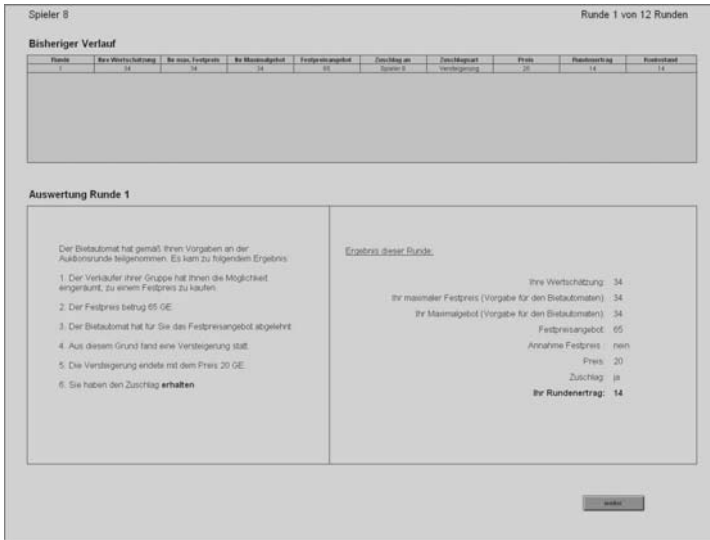 Spieler 8
Runde 1 von 12 Runden
Bisheriger Verlauf
Runde Ihre Wertschätzung Ihr max. Festpreis Ihr Maximalgebot Festpreisangebot Zuschlag an Zuschlagsart Preis Rundenertrag Kontostand
1 34 34 34 65 Spieler 8 Versteigerung 20 14 14
Auswertung Runde 1
Der Bietautomat hat gemäß Ihren Vorgaben an der
Auktionsrunde teilgenommen. Es kam zu folgendem Ergebnis:
1. Der Verkäufer Ihrer Gruppe hat Ihnen die Möglichkeit
eingeräumt, zu einem Festpreis zu kaufen.
2. Der Festpreis betrug 65 GE.
3. Der Bietautomat hat für Sie das Festpreisangebot abgelehnt
4. Aus diesem Grund fand eine Versteigerung statt.
5. Die Versteigerung endete mit dem Preis 20 GE.
6. Sie haben den Zuschlag erhalten
Ergebnis dieser Runde:
Ihre Wertschätzung: 34
Ihr maximaler Festpreis (Vorgabe für den Bietautomaten): 34
Ihr Maximalgebot (Vorgabe für den Bietautomaten): 34
Festpreisangebot: 65
Annahme Festpreis : nein
Preis: 20
Zuschlag: ja
Ihr Rundenertrag: 14
weiter